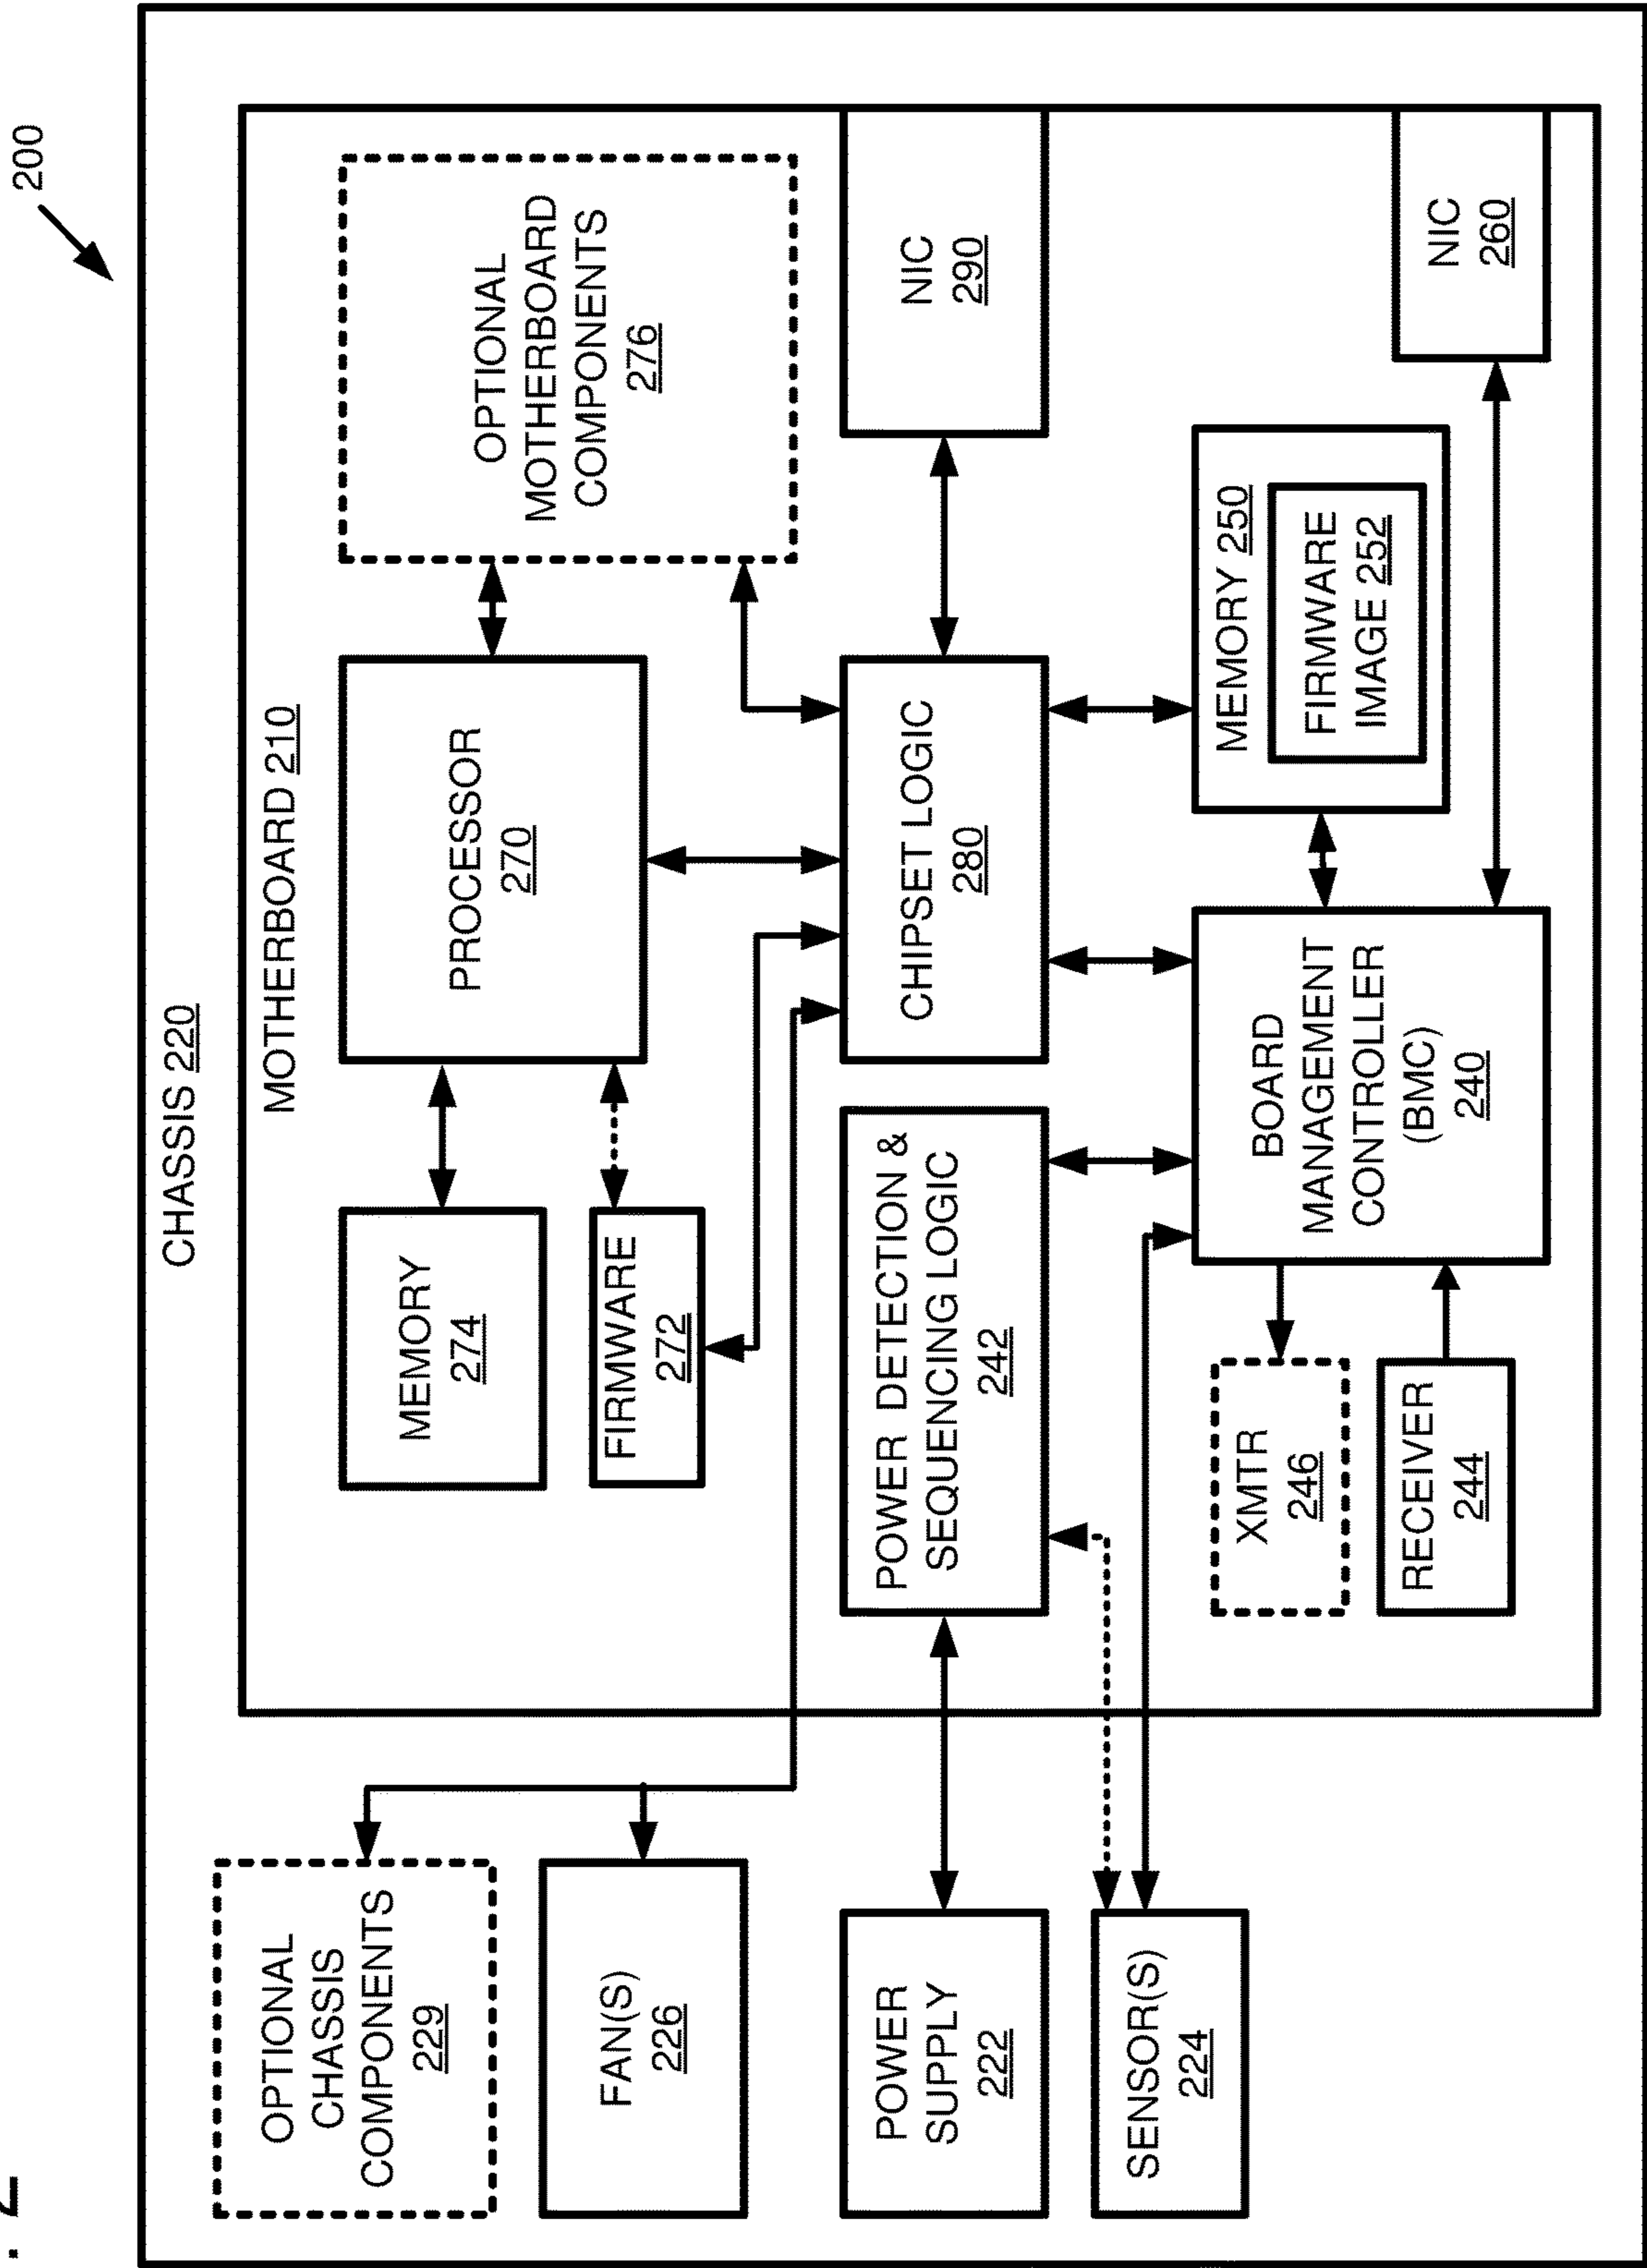 200
CHASSIS 220
MOTHERBOARD 210
OPTIONAL
CHASSIS
COMPONENTS
229
FAN(S)
226
POWER
SUPPLY
222
SENSOR(S)
224
MEMORY
274
FIRMWARE
272
PROCESSOR
270
OPTIONAL
MOTHERBOARD
COMPONENTS
276
POWER DETECTION &
SEQUENCING LOGIC
242
CHIPSET LOGIC
280
NIC
290
XMTR
246
RECEIVER
244
BOARD
MANAGEMENT
CONTROLLER
(BMC)
240
MEMORY 250
FIRMWARE
IMAGE 252
NIC
260